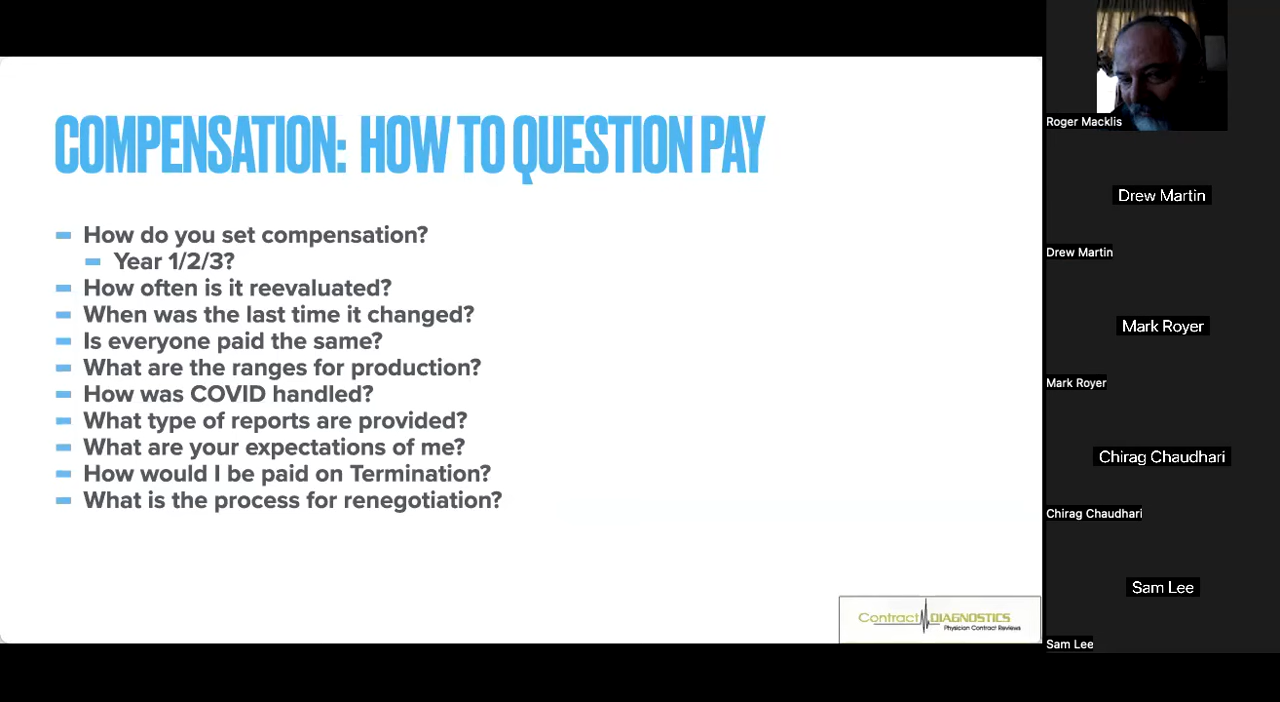 COMPENSATION: HOW TO QUESTION PAY
How do you set compensation?
Year 1/2/3?
How often is it reevaluated?
When was the last time it changed?
Is everyone paid the same?
What are the ranges for production?
How was COVID handled?
What type of reports are provided?
What are your expectations of me?
How would I be paid on Termination?
What is the process for renegotiation?
Contract DIAGNOSTICS
Physician Contract Reviews
Roger Macklis
Drew Martin
Drew Martin
Mark Royer
Mark Royer
Chirag Chaudhari
Chirag Chaudhari
Sam Lee
Sam Lee